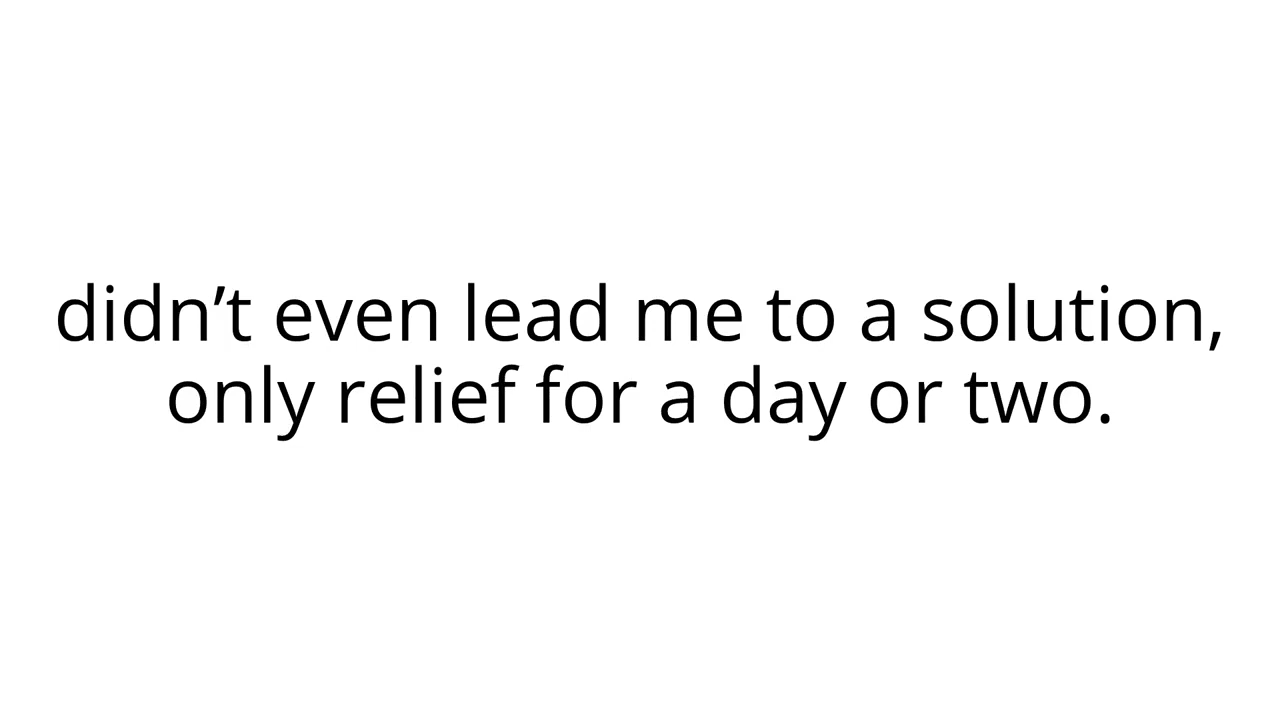 didn’t even lead me to a solution,
only relief for a day or two.